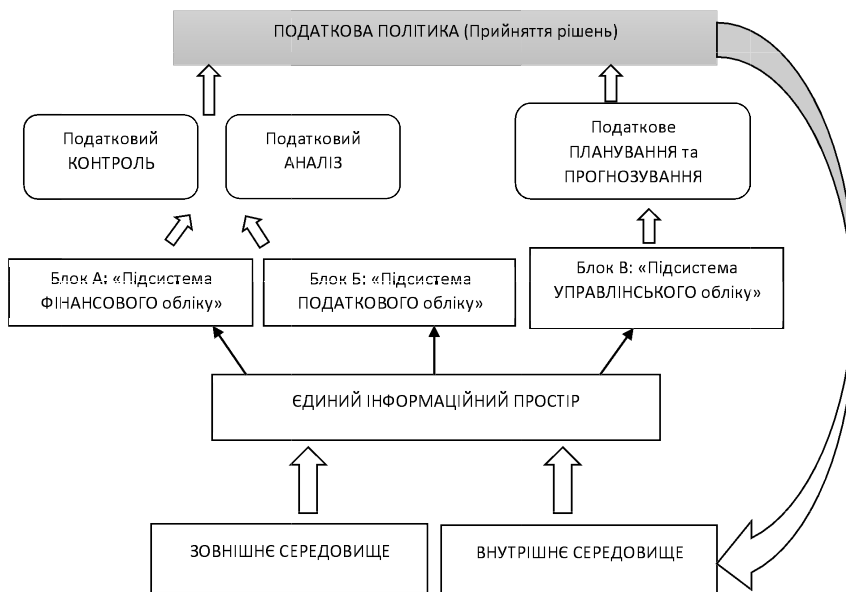 ПОДАТКОВА ПОЛІТИКА (Прийняття рішень)
Податковий
КОНТРОЛЬ
Податковий
АНАЛІЗ
Податкове
ПЛАНУВАННЯ та
ПРОГНОЗУВАННЯ
Блок А: «Підсистема
ФІНАНСОВОГО обліку»
Блок Б: «Підсистема
ПОДАТКОВОГО обліку»
Блок В: «Підсистема
УПРАВЛІНСЬКОГО обліку»
ЄДИНИЙ ІНФОРМАЦІЙНИЙ ПРОСТІР
ЗОВНІШНЄ СЕРЕДОВИЩЕ
ВНУТРІШНЄ СЕРЕДОВИЩЕ